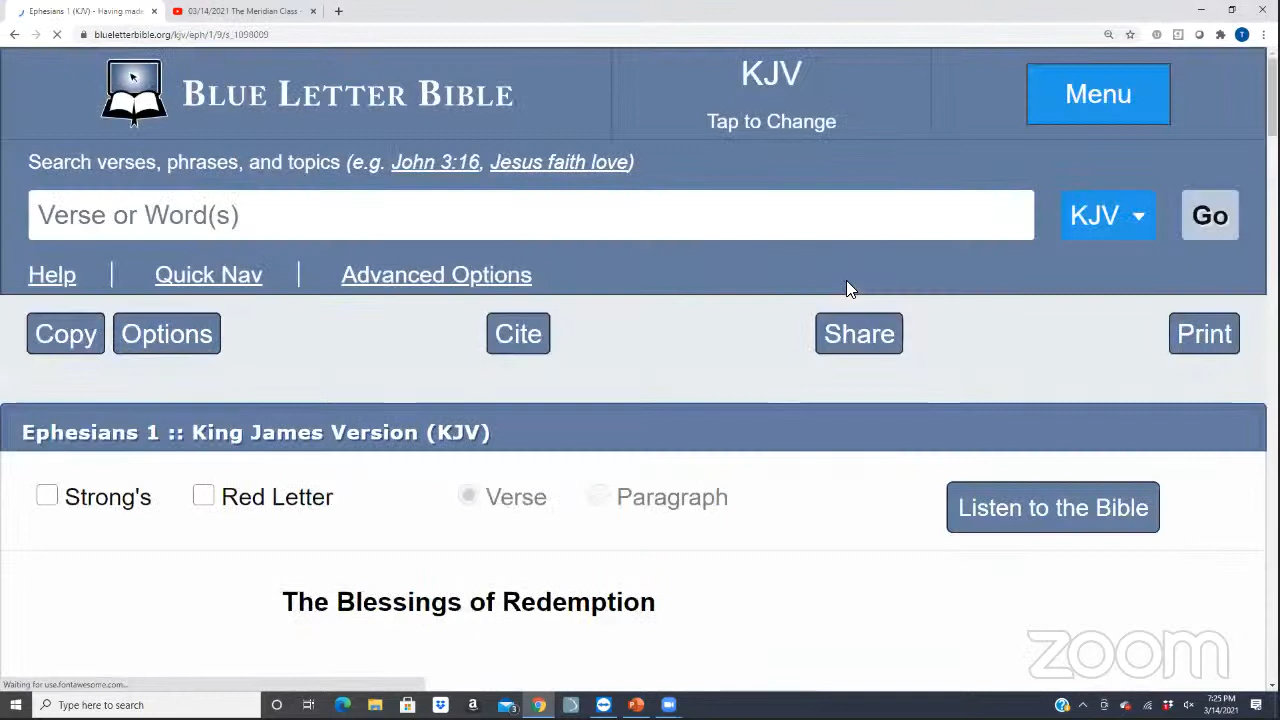 Ephesians 1 (KJV) - Having made
03/14/2021 The Meridian Class -
blueletterbible.org/kjv/eph/1/9/s_1098009
BLUE LETTER BIBLE
KJV
Tap to Change
Menu
Search verses, phrases, and topics (e.g. John 3:16, Jesus faith love)
Verse or Word(s)
KJV
Go
Help
Quick Nav
Advanced Options
Copy
Options
Cite
Share
Print
Ephesians 1 :: King James Version (KJV)
Strong's
Red Letter
Verse
Paragraph
Listen to the Bible
The Blessings of Redemption
zoom
Waiting for use.fontawesome.com...
Type here to search
7:25 PM
3/14/2021